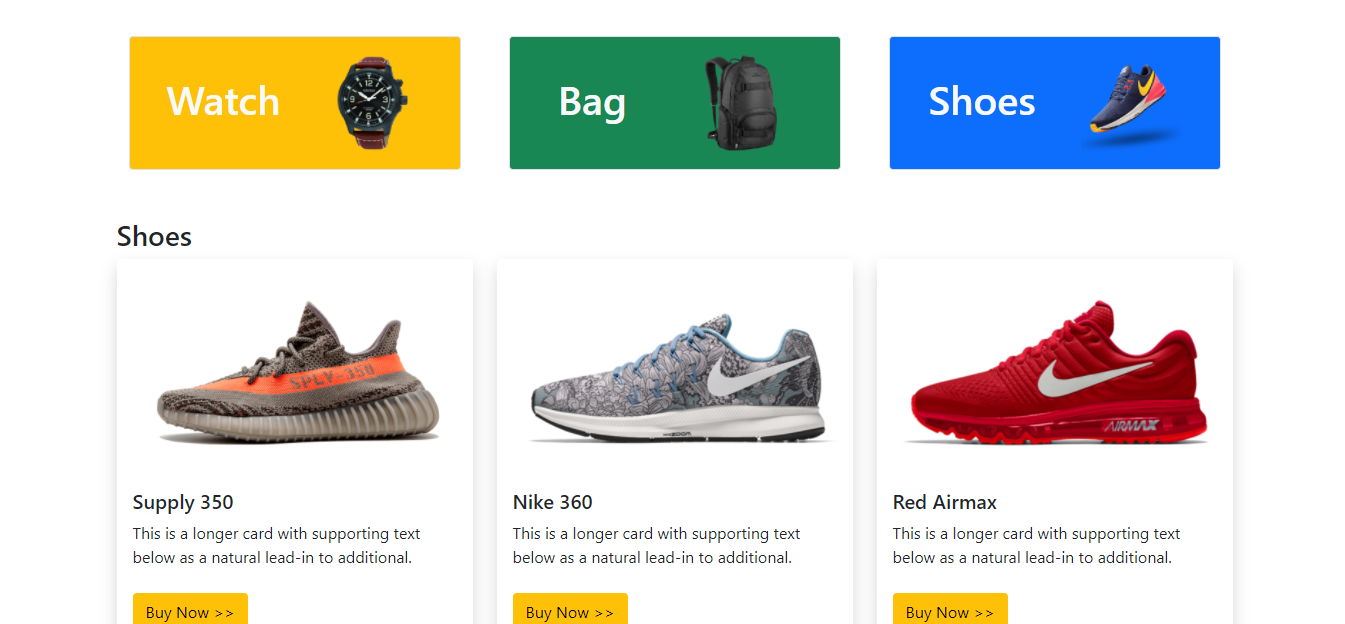 Watch
Bag
Shoes
Shoes
SPLY-350
ZOOM
AIRMAX
Supply 350
This is a longer card with supporting text
below as a natural lead-in to additional.
Buy Now >>
Nike 360
This is a longer card with supporting text
below as a natural lead-in to additional.
Buy Now >>
Red Airmax
This is a longer card with supporting text
below as a natural lead-in to additional.
Buy Now >>